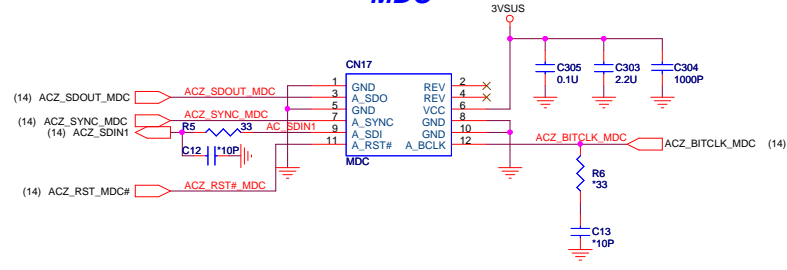 MDC
3VSUS
CN17
C305
0.1U
C303
2.2U
C304
1000P
1
GND
REV
2
3
A_SDO
REV
4
5
GND
VCC
6
7
A_SYNC
GND
8
9
A_SDI
GND
10
11
A_RST#
A_BCLK
12
MDC
(14) ACZ_SDOUT_MDC
ACZ_SDOUT_MDC
(14) ACZ_SYNC_MDC
ACZ_SYNC_MDC
(14) ACZ_SDIN1
R5
33
AC_SDIN1
C12
*10P
(14) ACZ_RST_MDC#
ACZ_RST#_MDC
ACZ_BITCLK_MDC
ACZ_BITCLK_MDC (14)
R6
*33
C13
*10P